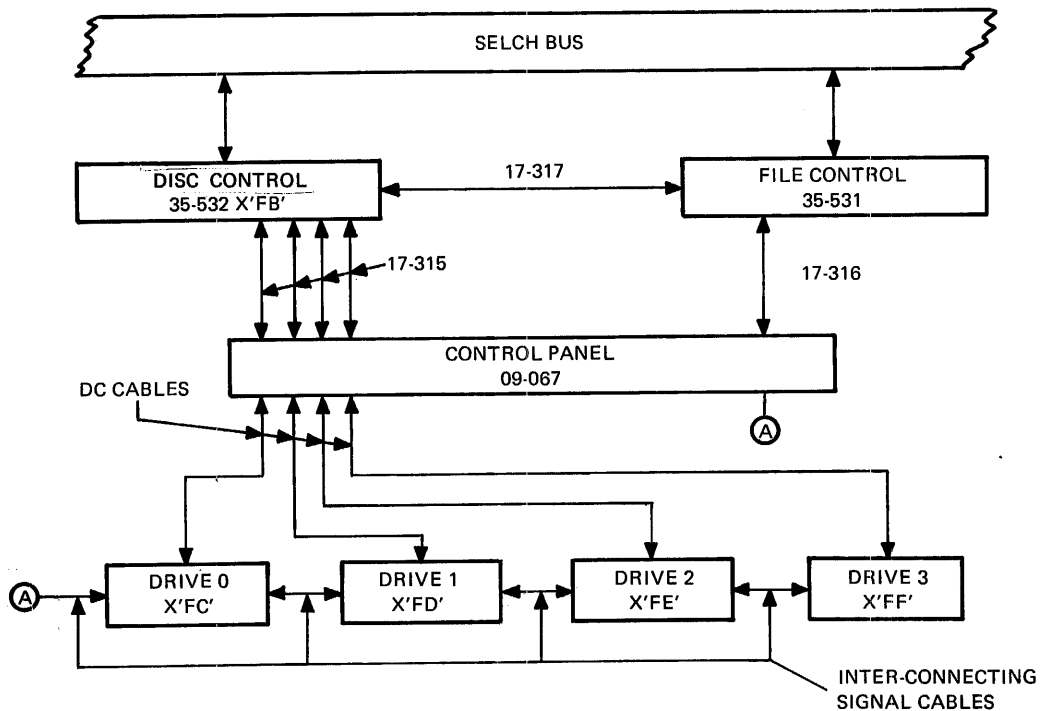 SELCH BUS
DISC CONTROL
35-532 X'FB'
17-317
FILE CONTROL
35-531
17-315
17-316
CONTROL PANEL
09-067
DC CABLES
A
A
DRIVE 0
X'FC'
DRIVE 1
X'FD'
DRIVE 2
X'FE'
DRIVE 3
X'FF'
INTER-CONNECTING
SIGNAL CABLES